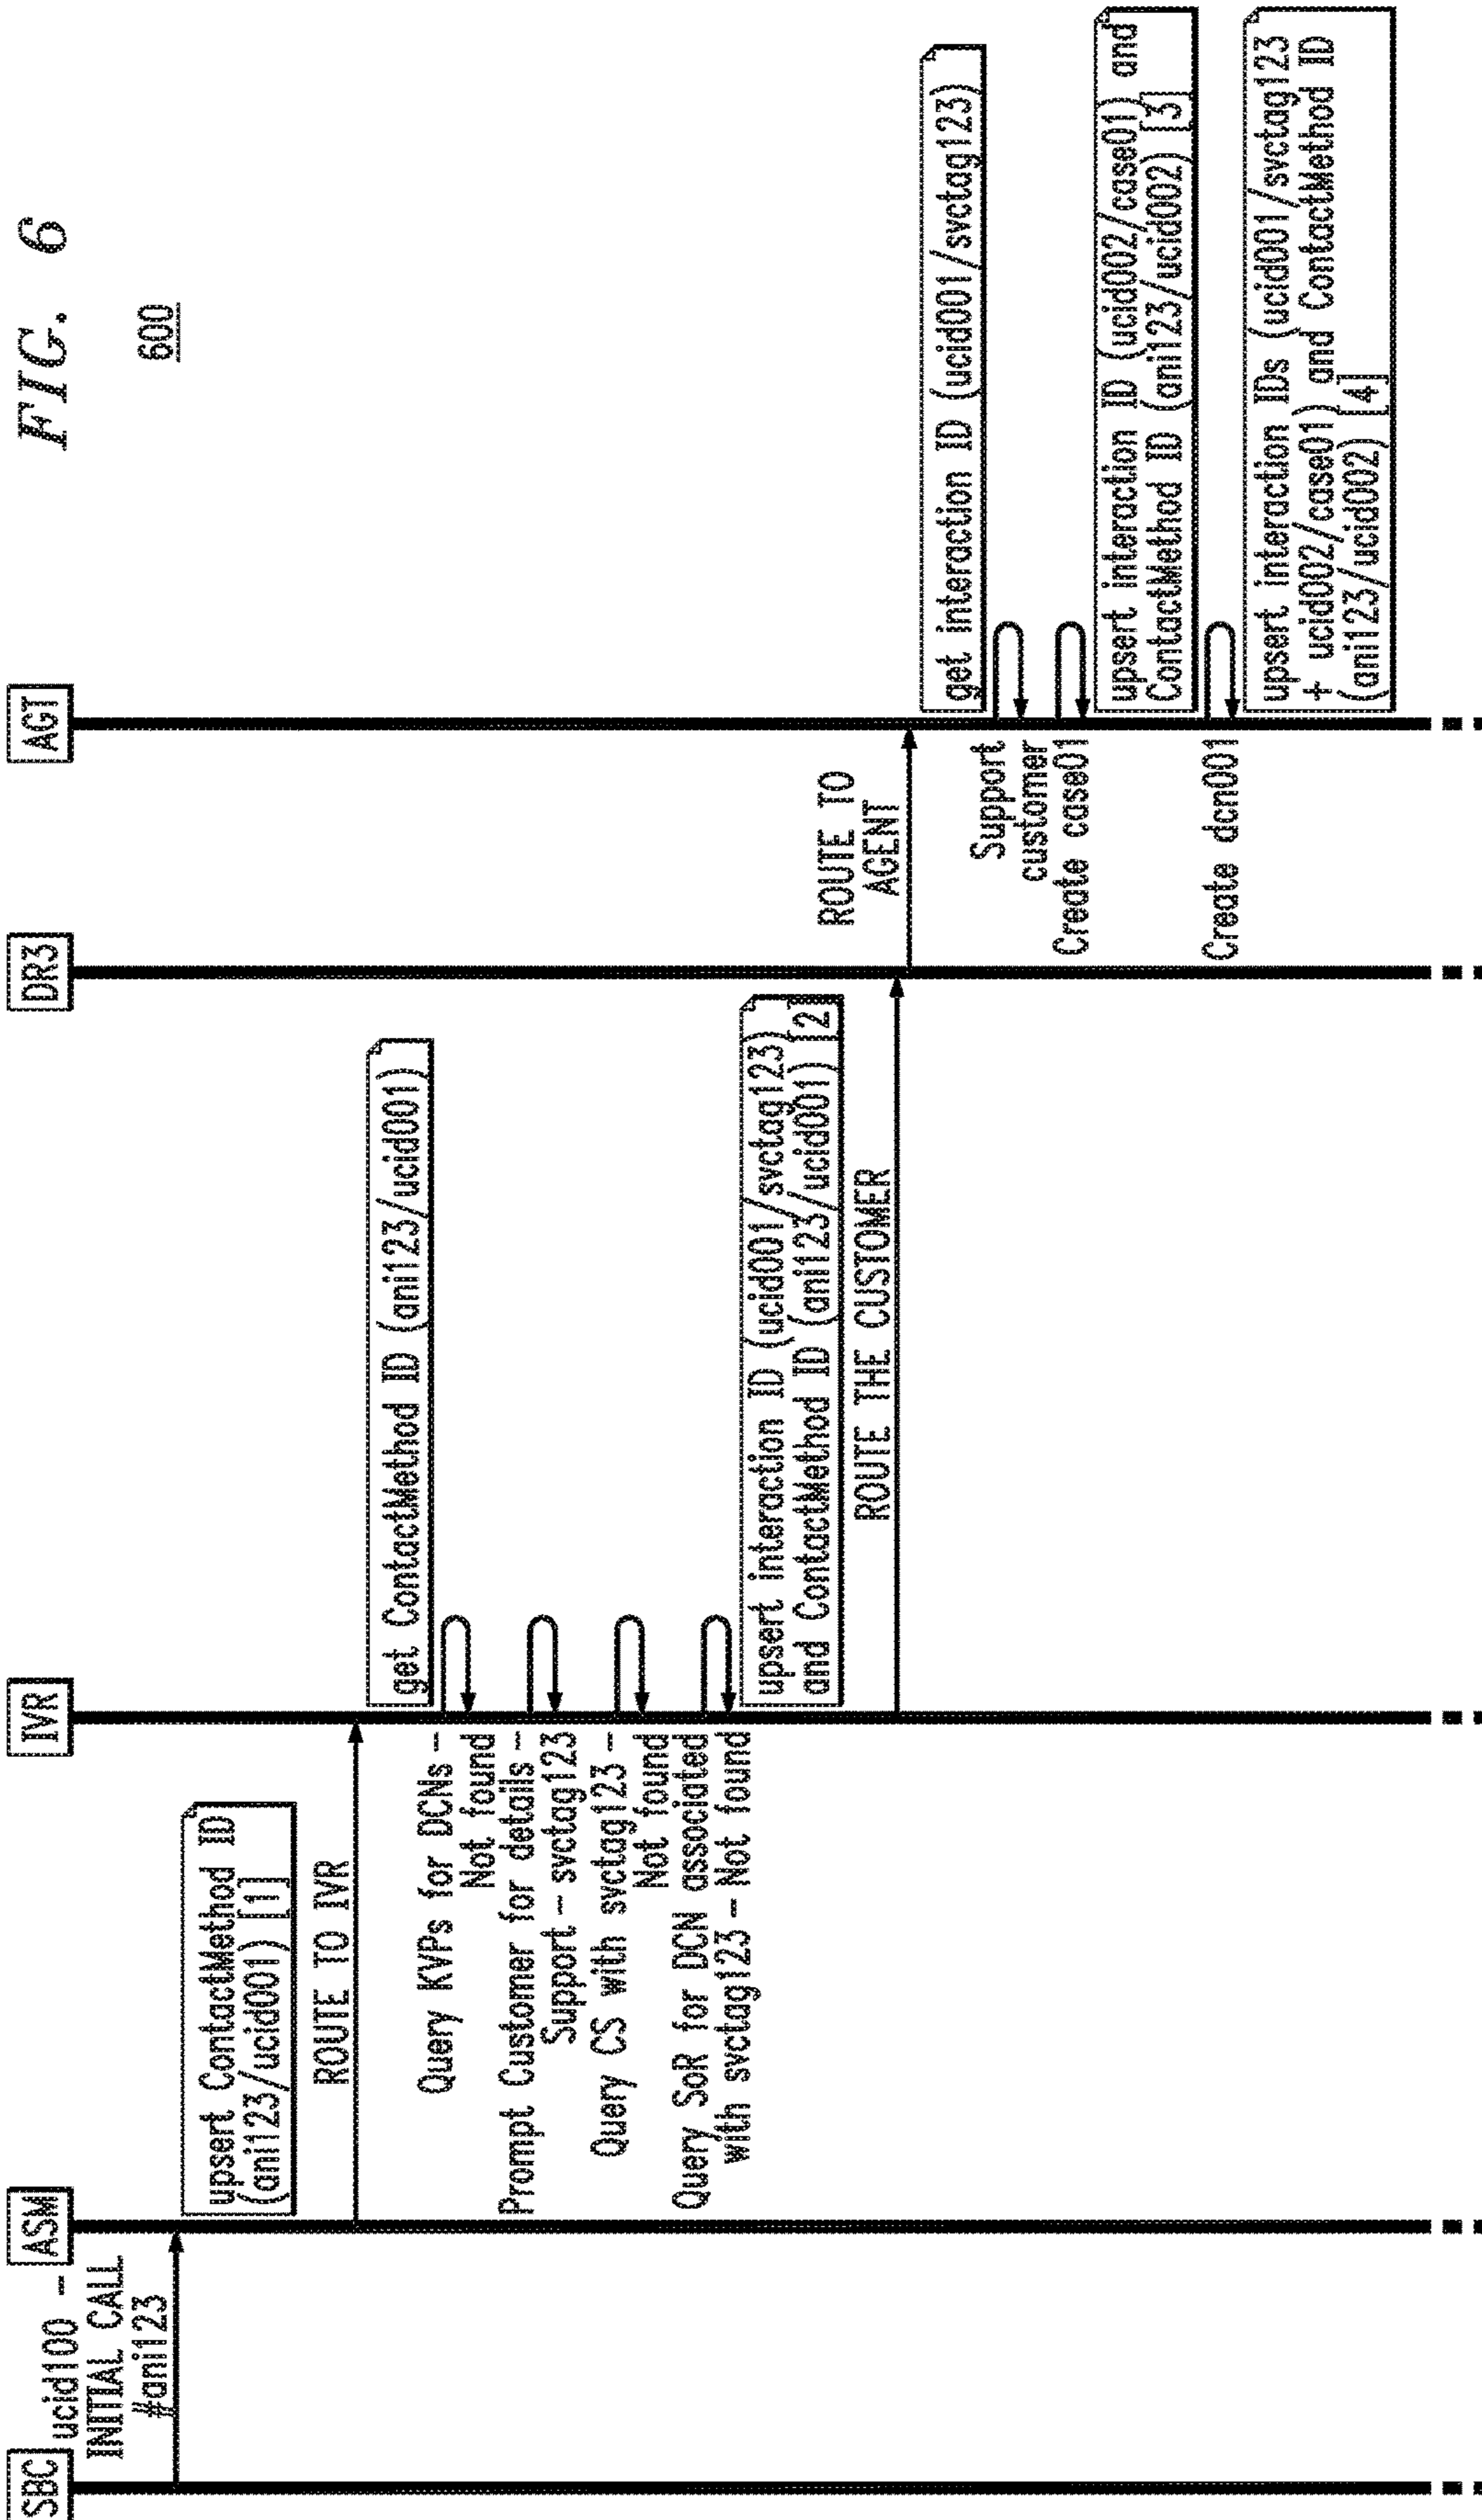 FIG. 6
600
SBC
ASM
IVR
DR3
AGT
ucid100 –
INITIAL CALL
#ani123
upsert ContactMethod ID
(ani123/ucid001) [1]
ROUTE TO IVR
get ContactMethod ID (ani123/ucid001)
Query KVPs for DCNs –
Not found
Prompt Customer for details –
Support – svctag123
Query CS with svctag123 –
Not found
Query SoR for DCN associated
with svctag123 – Not found
upsert interaction ID (ucid001/svctag123)
and ContactMethod ID (ani123/ucid001) [2]
ROUTE THE CUSTOMER
ROUTE TO
AGENT
get interaction ID (ucid001/svctag123)
Support
customer
Create case01
upsert interaction ID (ucid002/case01) and
ContactMethod ID (ani123/ucid002) [3]
Create dcn001
upsert interaction IDs (ucid001/svctag123
+ ucid002/case01) and ContactMethod ID
(ani123/ucid002) [4]